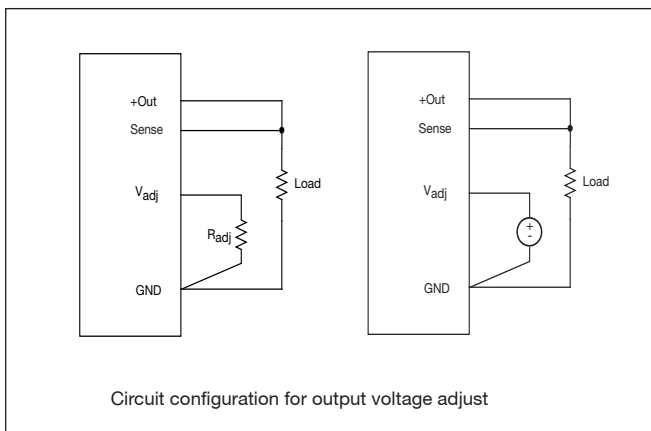 +Out
Sense
Vadj
Radj
Load
GND
+Out
Sense
Vadj
+
-
Load
GND
Circuit configuration for output voltage adjust